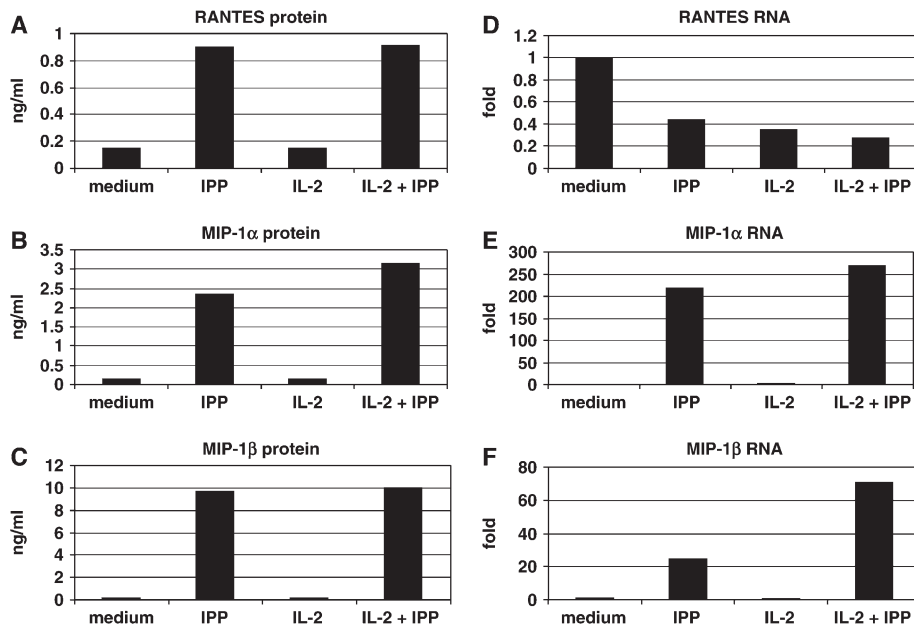 A
RANTES protein
ng/ml
1
0.8
0.6
0.4
0.2
0
medium IPP IL-2 IL-2 + IPP
B
MIP-1α protein
ng/ml
3.5
3
2.5
2
1.5
1
0.5
0
medium IPP IL-2 IL-2 + IPP
C
MIP-1β protein
ng/ml
12
10
8
6
4
2
0
medium IPP IL-2 IL-2 + IPP
D
RANTES RNA
fold
1.2
1
0.8
0.6
0.4
0.2
0
medium IPP IL-2 IL-2 + IPP
E
MIP-1α RNA
fold
300
250
200
150
100
50
0
medium IPP IL-2 IL-2 + IPP
F
MIP-1β RNA
fold
80
60
40
20
0
medium IPP IL-2 IL-2 + IPP